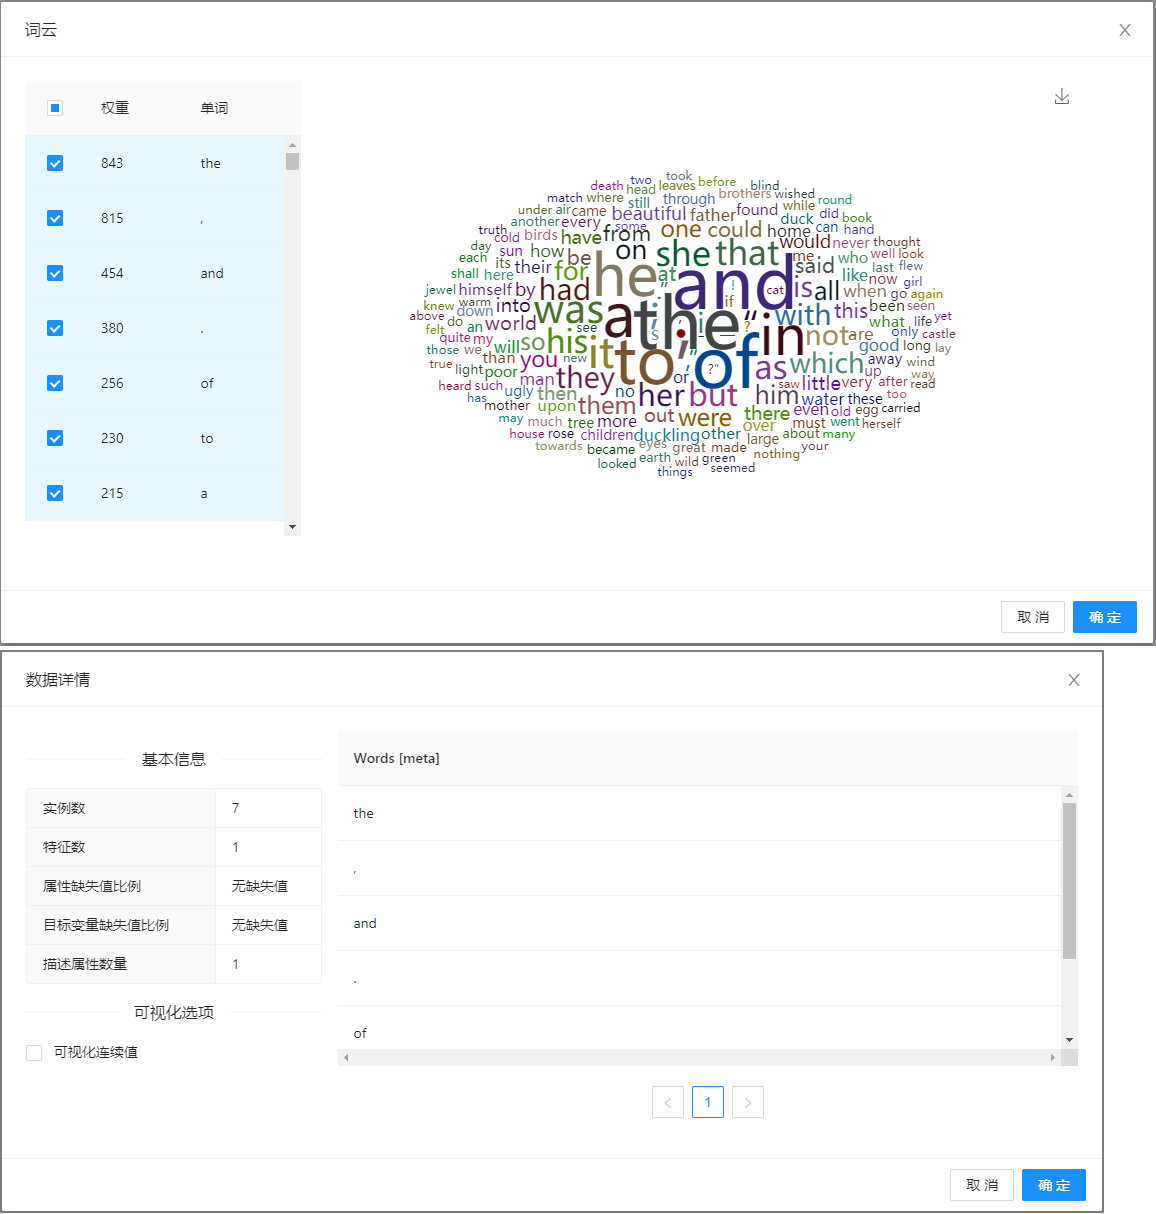 词云
权重 单词
843 the
815 ,
454 and
380 .
256 of
230 to
215 a
took
death two before blind
match where head leaves brothers wished
under air came still through while round
another every some beautiful father found duck did book
truth cold birds have from one could home can hand
day sun how be on she that would never thought
each its their for he at me said who well look
shall here last flew
jewel himself by had and is all like now girl
knew warm into cat when go again
above down was a the if with this been seen
felt do an world see in what life yet
quite my will so his not are only castle
those we than it to of as which good long lay
true light poor you new away wind
heard such man they or saw little very up after read way
has ugly then no her but him water these too
mother upon them out were there even old egg carried
may much tree more over must went herself
house rose children duckling other large about many
towards became eyes great made nothing your
looked earth wild green
things seemed
取 消 确 定
数据详情
基本信息
实例数 7
特征数 1
属性缺失值比例 无缺失值
目标变量缺失值比例 无缺失值
描述属性数量 1
可视化选项
可视化连续值
Words [meta]
the
,
and
.
of
< 1 >
取 消 确 定